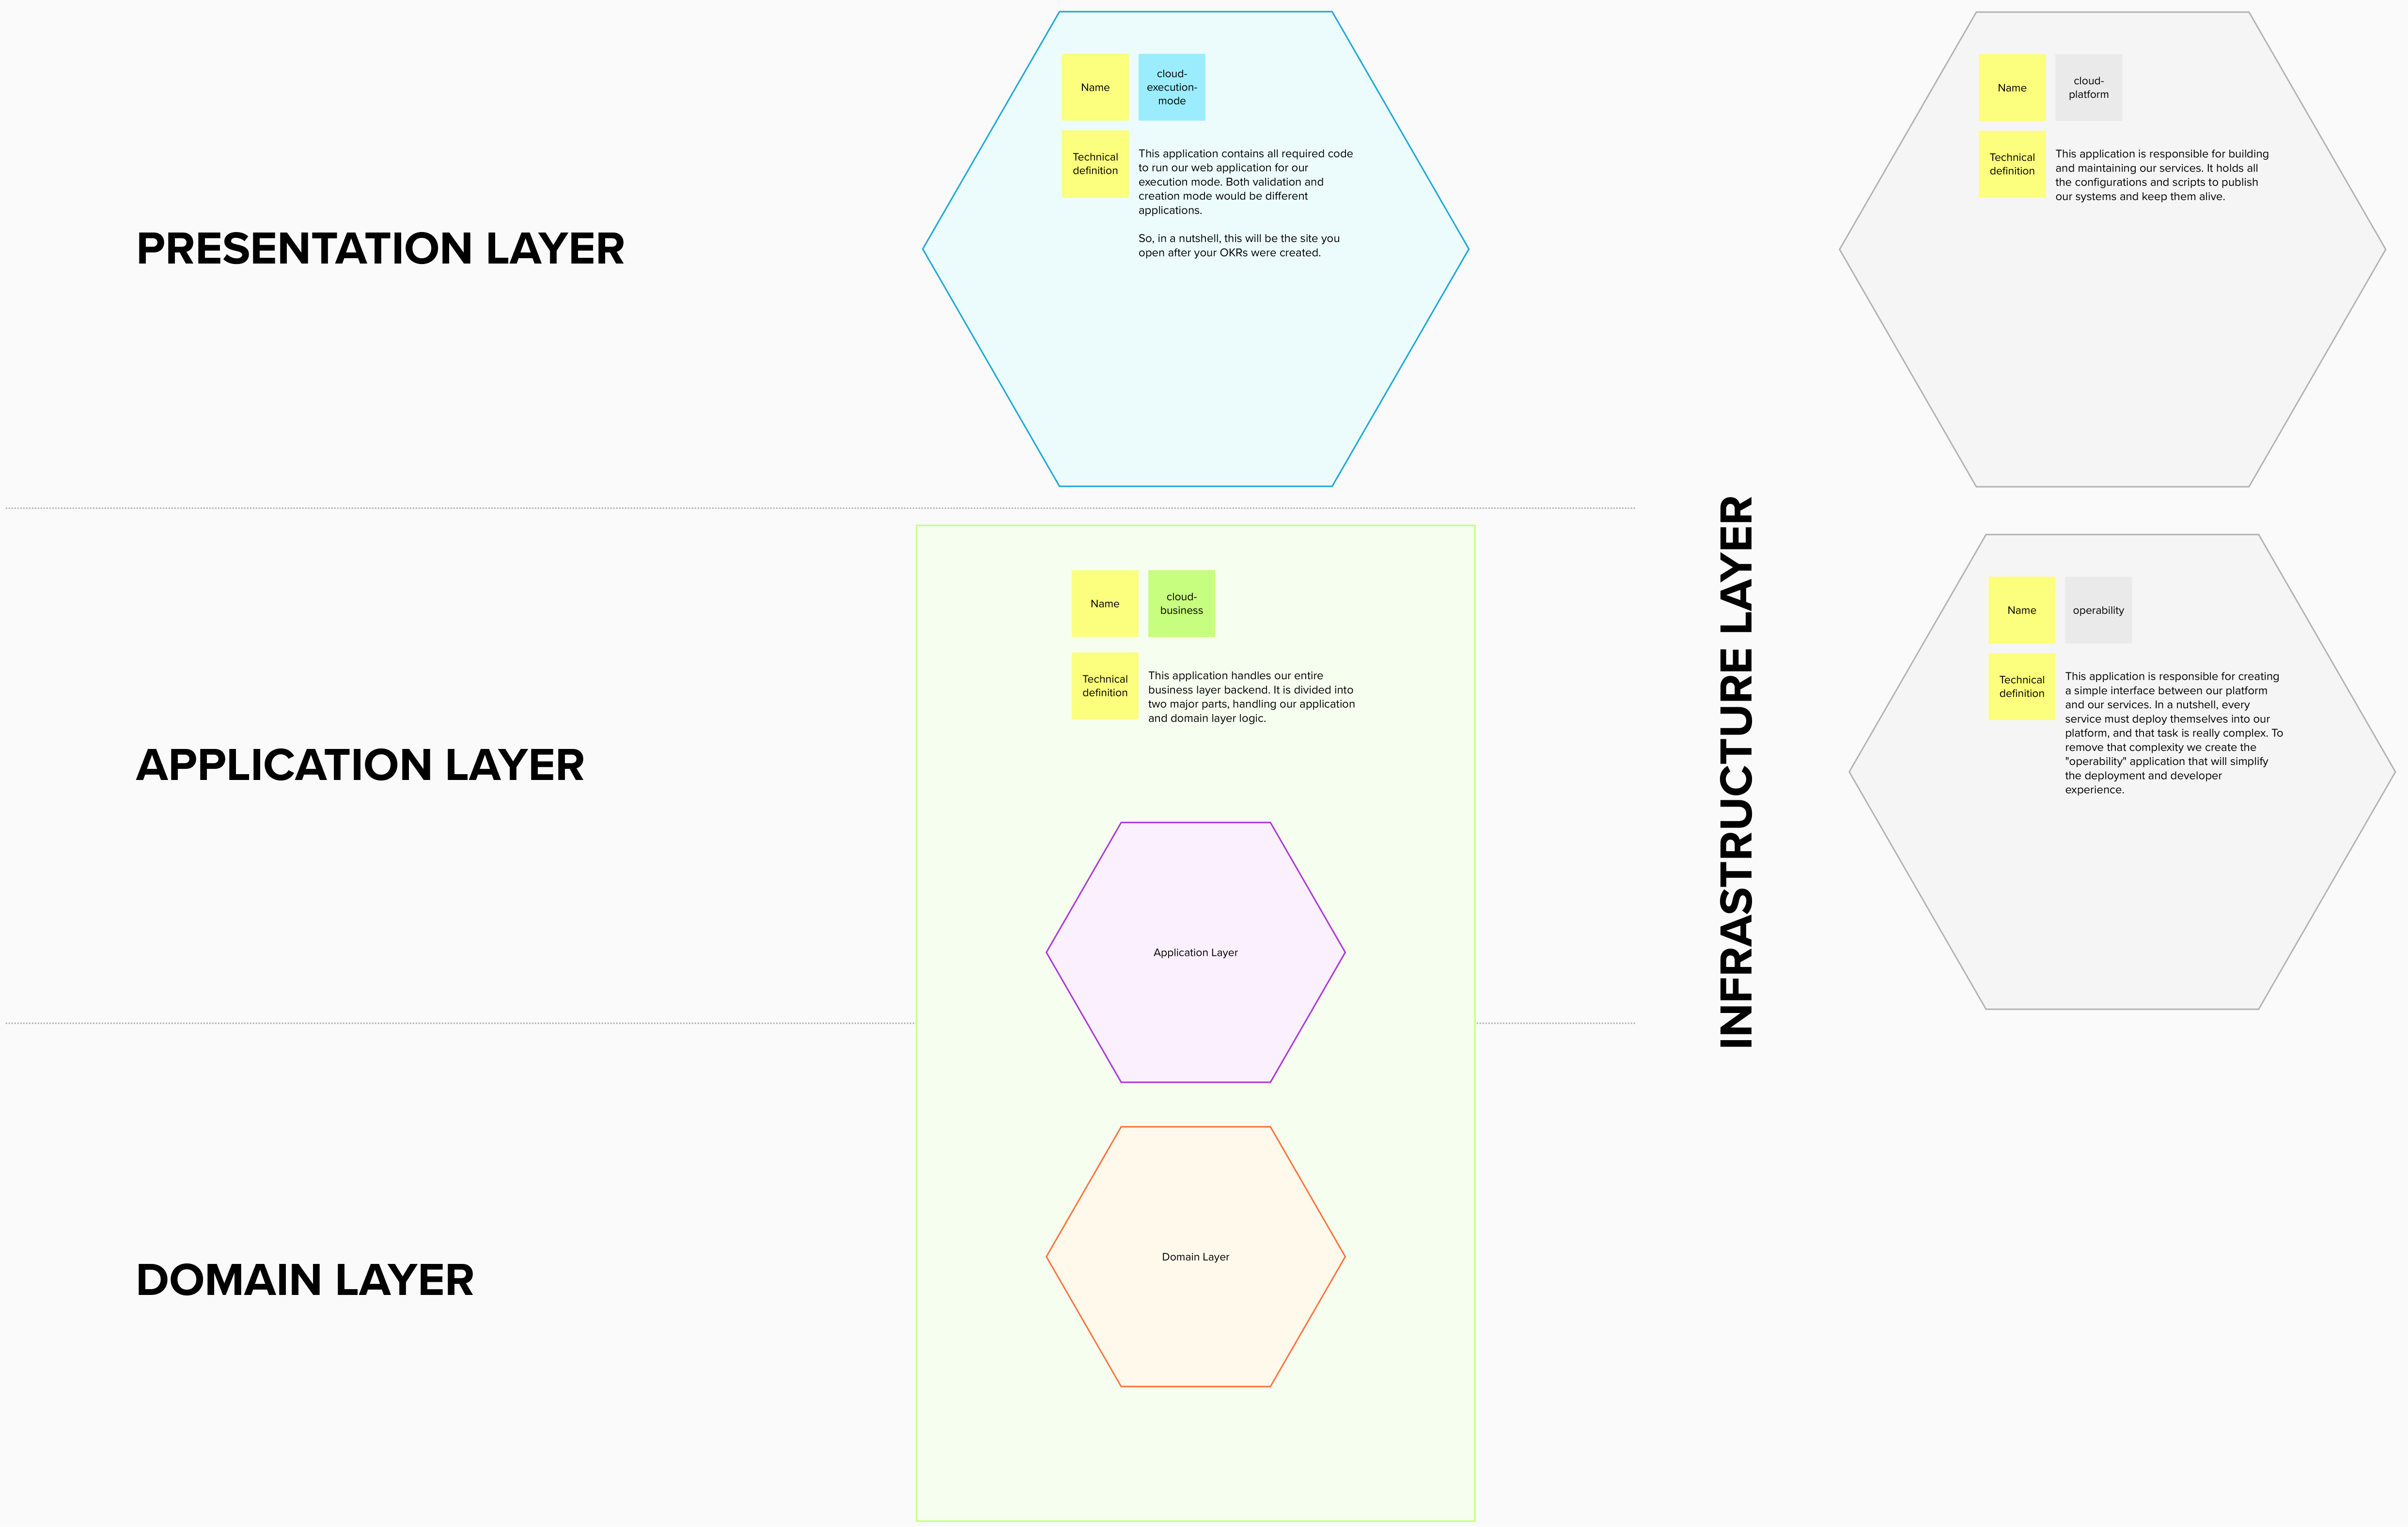 PRESENTATION LAYER
Name
cloud-
execution-
mode
Technical
definition
This application contains all required code
to run our web application for our
execution mode. Both validation and
creation mode would be different
applications.
So, in a nutshell, this will be the site you
open after your OKRs were created.
APPLICATION LAYER
Name
cloud-
business
Technical
definition
This application handles our entire
business layer backend. It is divided into
two major parts, handling our application
and domain layer logic.
Application Layer
DOMAIN LAYER
Domain Layer
INFRASTRUCTURE LAYER
Name
cloud-
platform
Technical
definition
This application is responsible for building
and maintaining our services. It holds all
the configurations and scripts to publish
our systems and keep them alive.
Name
operability
Technical
definition
This application is responsible for creating
a simple interface between our platform
and our services. In a nutshell, every
service must deploy themselves into our
platform, and that task is really complex. To
remove that complexity we create the
"operability" application that will simplify
the deployment and developer
experience.